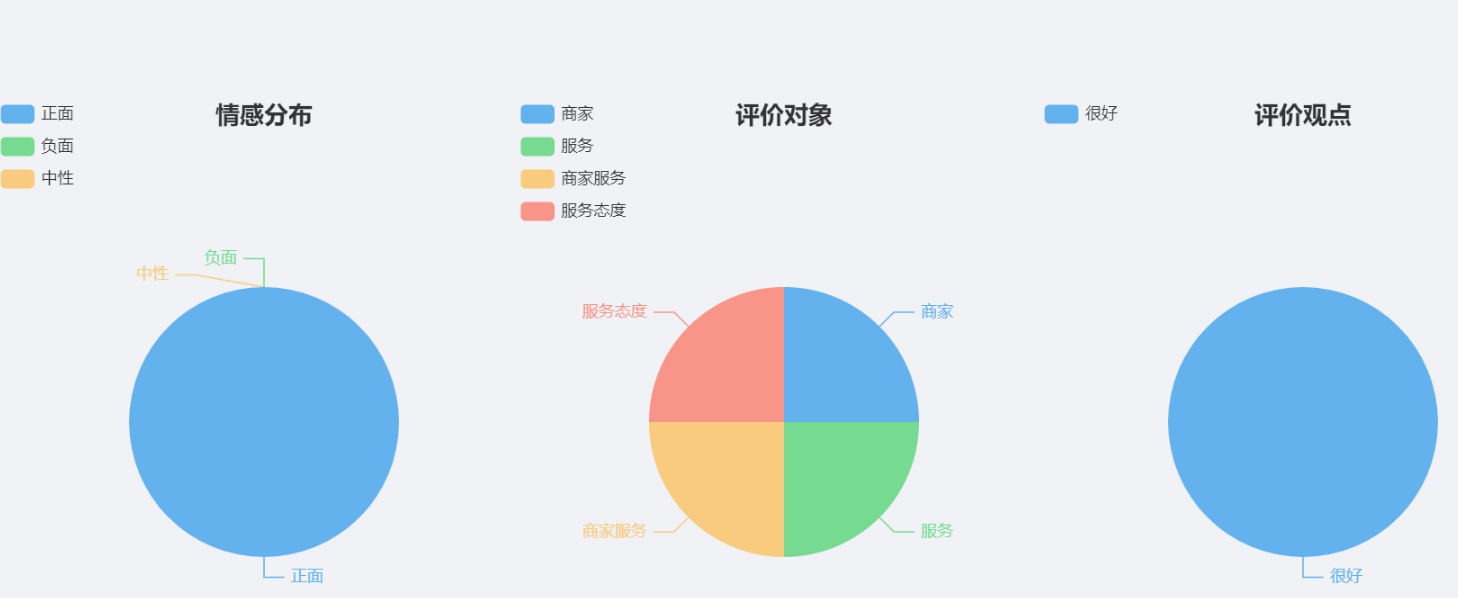 情感分布
正面
负面
中性
负面
中性
正面
评价对象
商家
服务
商家服务
服务态度
服务态度
商家
商家服务
服务
评价观点
很好
很好